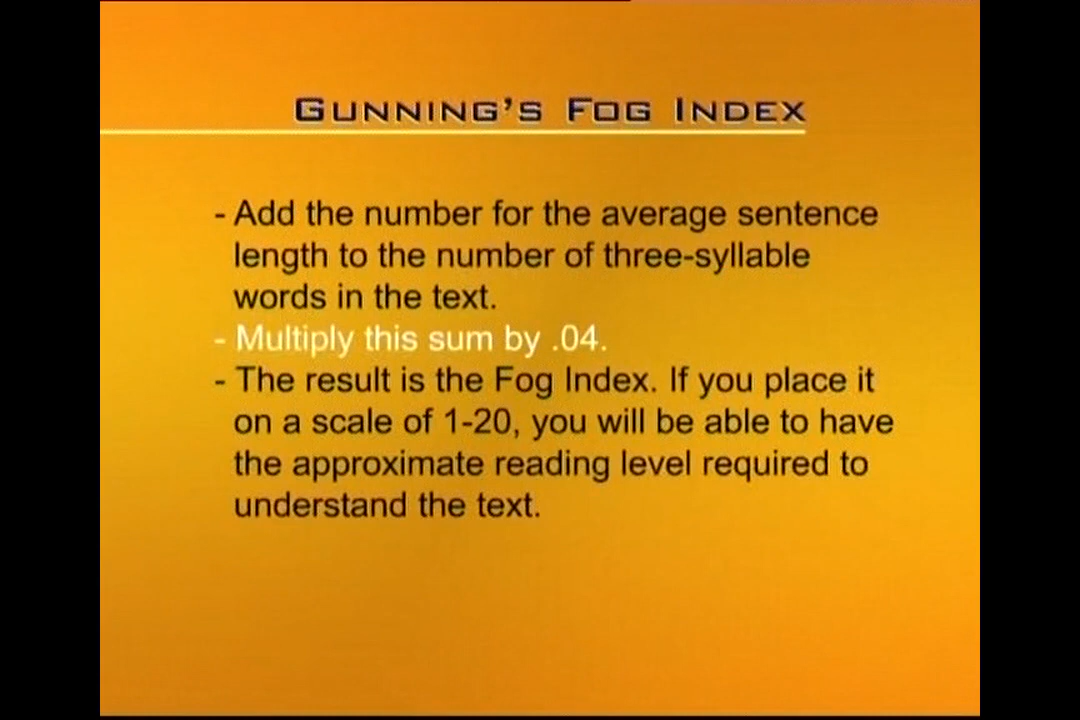 Gunning's Fog Index
- Add the number for the average sentence
length to the number of three-syllable
words in the text.
- Multiply this sum by .04.
- The result is the Fog Index. If you place it
on a scale of 1-20, you will be able to have
the approximate reading level required to
understand the text.